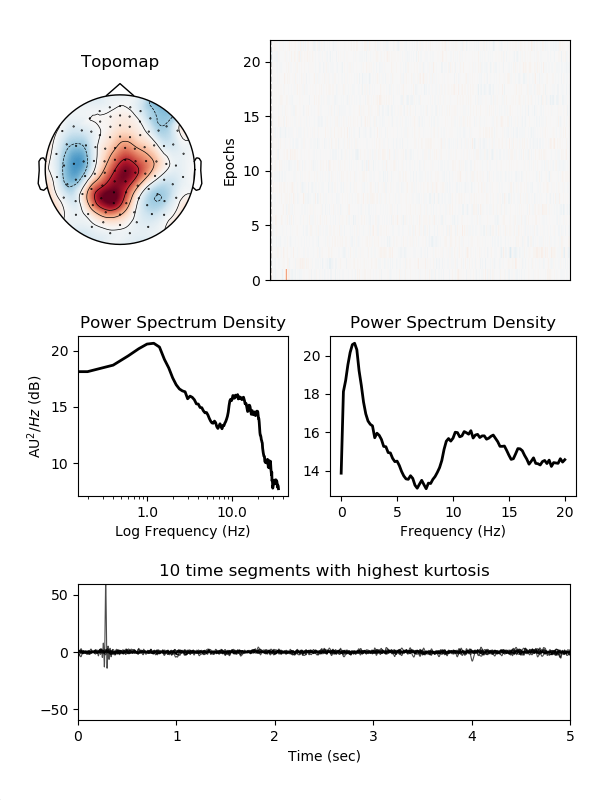 Topomap
Epochs
20
15
10
5
0
Power Spectrum Density
AU²/Hz (dB)
20
15
10
1.0 10.0
Log Frequency (Hz)
Power Spectrum Density
20
18
16
14
0 5 10 15 20
Frequency (Hz)
10 time segments with highest kurtosis
50
0
−50
0 1 2 3 4 5
Time (sec)